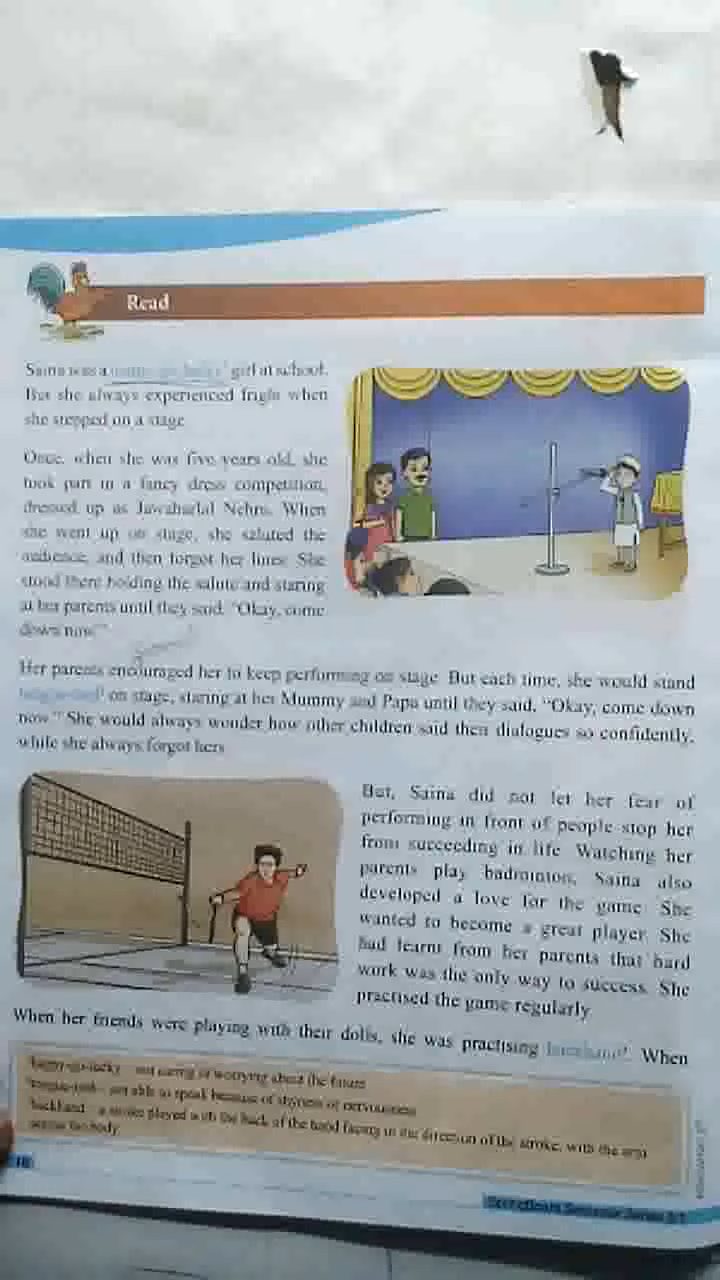 Read
Saina was a happy-go-lucky¹ girl at school.
But she always experienced fright when
she stepped on a stage.
Once, when she was five years old, she
took part in a fancy dress competition,
dressed up as Jawaharlal Nehru. When
she went up on stage, she saluted the
audience, and then forgot her lines. She
stood there holding the salute and staring
at her parents until they said, "Okay, come
down now."
Her parents encouraged her to keep performing on stage. But each time, she would stand
tongue-tied² on stage, staring at her Mummy and Papa until they said, "Okay, come down
now." She would always wonder how other children said their dialogues so confidently,
while she always forgot hers.
But, Saina did not let her fear of
performing in front of people stop her
from succeeding in life. Watching her
parents play badminton, Saina also
developed a love for the game. She
wanted to become a great player. She
had learnt from her parents that hard
work was the only way to success. She
practised the game regularly.
When her friends were playing with their dolls, she was practising backhand³. When
¹happy-go-lucky – not caring or worrying about the future
²tongue-tied – not able to speak because of shyness or nervousness
³backhand – a stroke played with the back of the hand facing in the direction of the stroke, with the arm
across the body
Semester Series